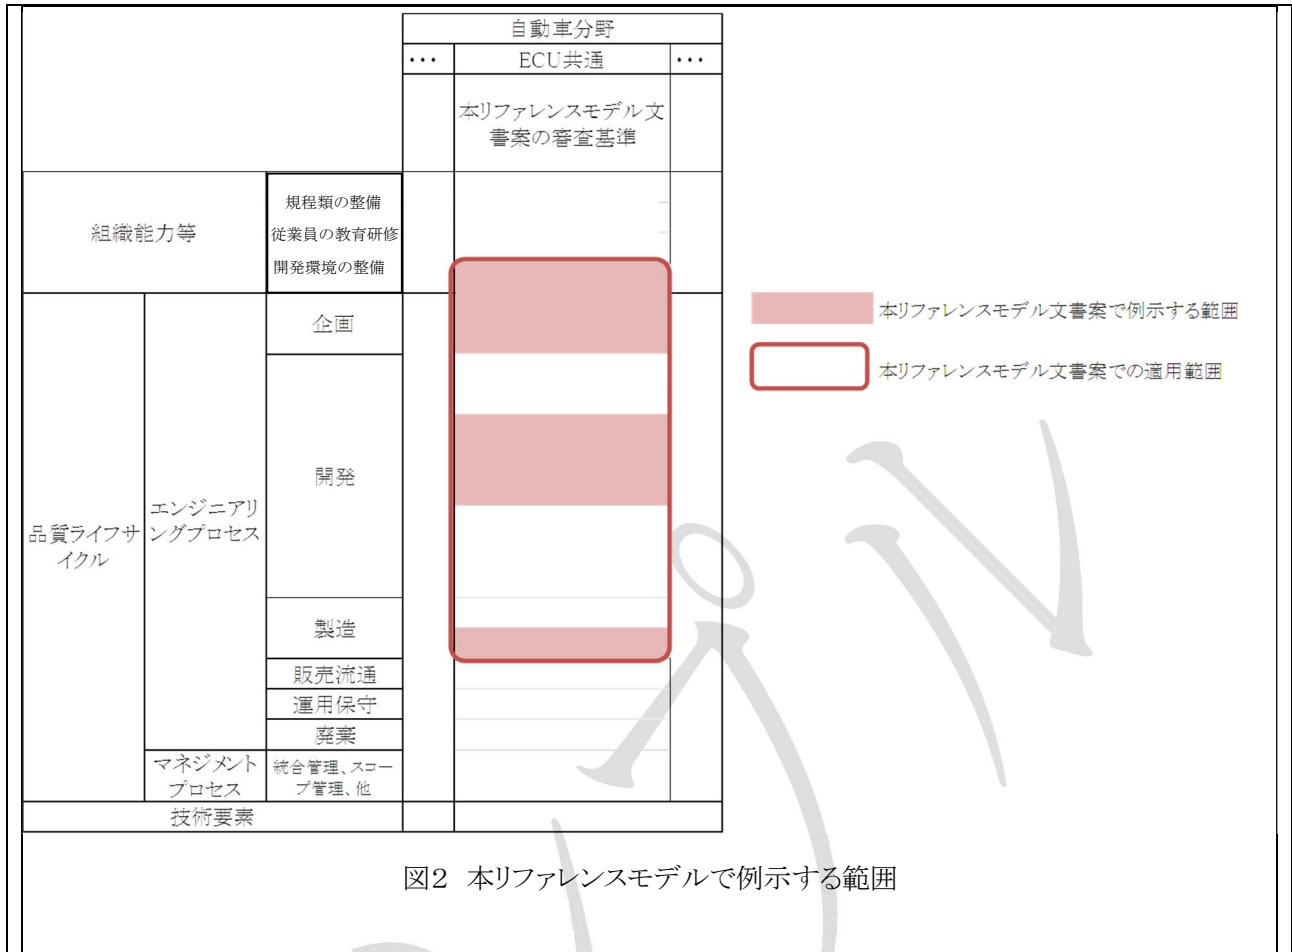 自動車分野
・・・ ECU共通 ・・・
本リファレンスモデル文
書案の審査基準
組織能力等
規程類の整備
従業員の教育研修
開発環境の整備
品質ライフサ
イクル
エンジニアリ
ングプロセス
企画
開発
製造
販売流通
運用保守
廃棄
マネジメント
プロセス
統合管理、スコー
プ管理、他
技術要素
本リファレンスモデル文書案で例示する範囲
本リファレンスモデル文書案での適用範囲
図2 本リファレンスモデルで例示する範囲